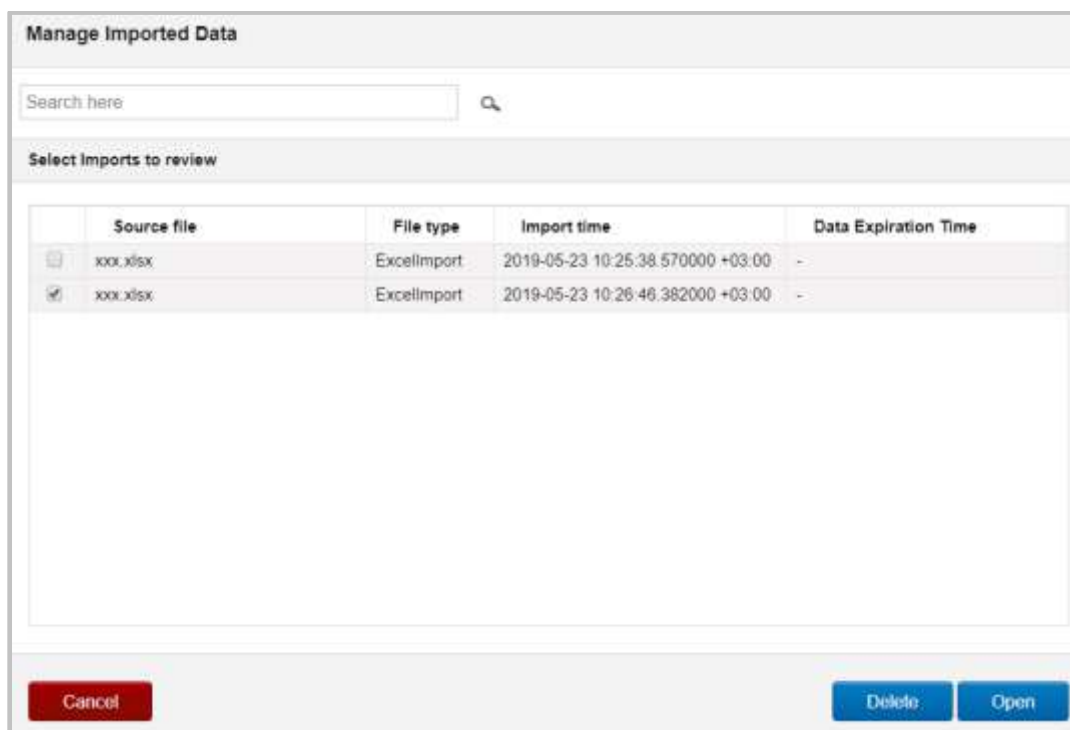 Manage Imported Data
Search here
Select Imports to review
Source file File type Import time Data Expiration Time
xxx.xlsx ExcelImport 2019-05-23 10:25:38.570000 +03:00 -
xxx.xlsx ExcelImport 2019-05-23 10:26:46.382000 +03:00 -
Cancel Delete Open